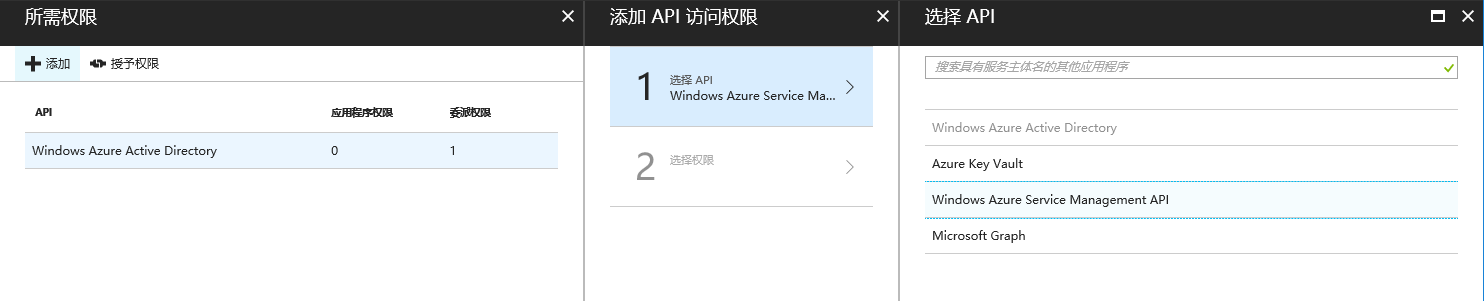 所需权限
添加 授予权限
API 应用程序权限 委派权限
Windows Azure Active Directory 0 1
添加 API 访问权限
1 选择 API
Windows Azure Service Ma...
2 选择权限
选择 API
搜索具有服务主体名的其他应用程序
Windows Azure Active Directory
Azure Key Vault
Windows Azure Service Management API
Microsoft Graph